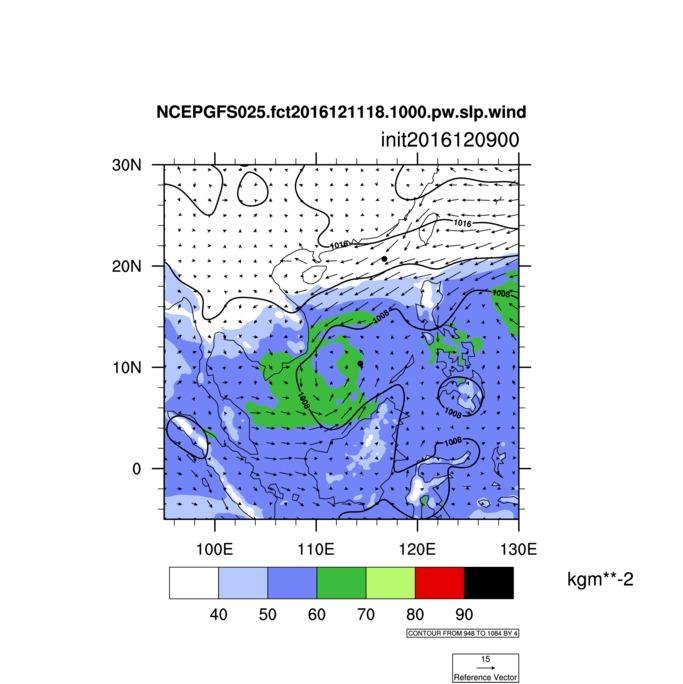 NCEPGFS025.fct2016121118.1000.pw.slp.wind
init2016120900
30N
20N
10N
0
1016
1016
1008
1008
1008
1008
1008
100E
110E
120E
130E
kgm**-2
40
50
60
70
80
90
CONTOUR FROM 948 TO 1084 BY 4
15
Reference Vector